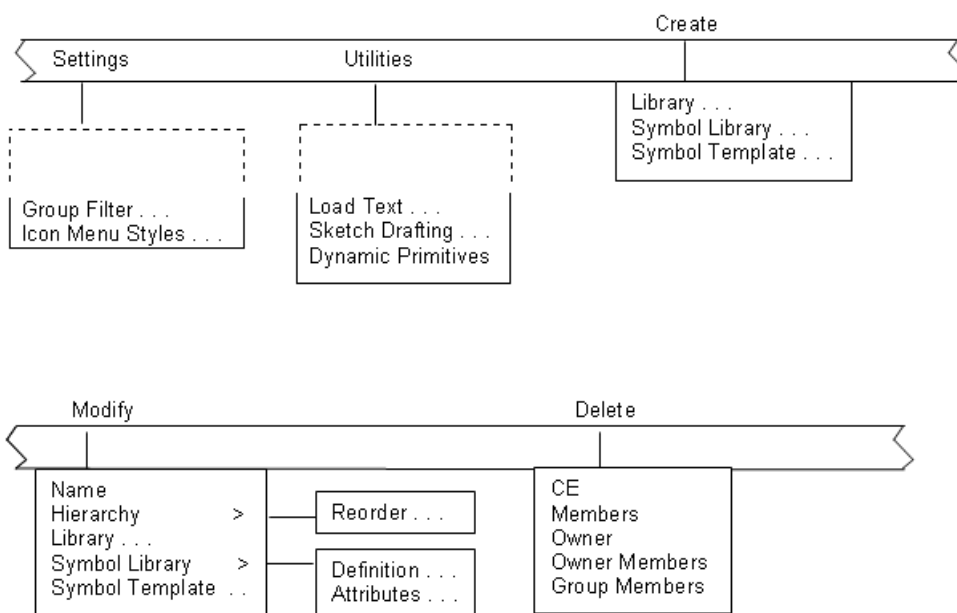 Create
Settings
Utilities
Library . . .
Symbol Library . . .
Symbol Template . . .
Group Filter . . .
Icon Menu Styles . . .
Load Text . . .
Sketch Drafting . . .
Dynamic Primitives
Modify
Delete
Name
Hierarchy >
Library . . .
Symbol Library >
Symbol Template . .
Reorder . . .
Definition . . .
Attributes . . .
CE
Members
Owner
Owner Members
Group Members